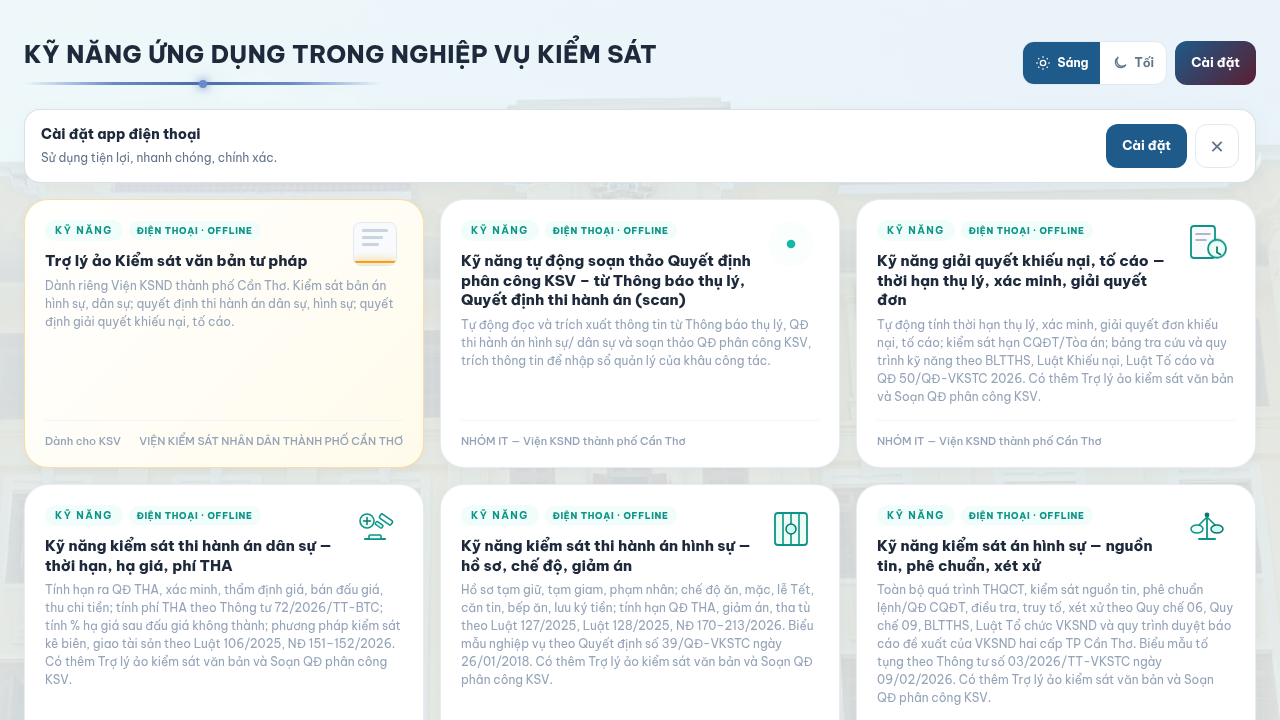 KỸ NĂNG ỨNG DỤNG TRONG NGHIỆP VỤ KIỂM SÁT
Sáng
Tối
Cài đặt
Cài đặt app điện thoại
Sử dụng tiện lợi, nhanh chóng, chính xác.
Cài đặt
KỸ NĂNG
ĐIỆN THOẠI · OFFLINE
Trợ lý ảo Kiểm sát văn bản tư pháp
Dành riêng Viện KSND thành phố Cần Thơ. Kiểm sát bản án
hình sự, dân sự; quyết định thi hành án dân sự, hình sự; quyết
định giải quyết khiếu nại, tố cáo.
Dành cho KSV
VIỆN KIỂM SÁT NHÂN DÂN THÀNH PHỐ CẦN THƠ
KỸ NĂNG
ĐIỆN THOẠI · OFFLINE
Kỹ năng tự động soạn thảo Quyết định
phân công KSV – từ Thông báo thụ lý,
Quyết định thi hành án (scan)
Tự động đọc và trích xuất thông tin từ Thông báo thụ lý, QĐ
thi hành án hình sự/ dân sự và soạn thảo QĐ phân công KSV,
trích thông tin để nhập sổ quản lý của khâu công tác.
NHÓM IT — Viện KSND thành phố Cần Thơ
KỸ NĂNG
ĐIỆN THOẠI · OFFLINE
Kỹ năng giải quyết khiếu nại, tố cáo —
thời hạn thụ lý, xác minh, giải quyết
đơn
Tự động tính thời hạn thụ lý, xác minh, giải quyết đơn khiếu
nại, tố cáo; kiểm sát hạn CQĐT/Tòa án; bảng tra cứu và quy
trình kỹ năng theo BLTTHS, Luật Khiếu nại, Luật Tố cáo và
QĐ 50/QĐ-VKSTC 2026. Có thêm Trợ lý ảo kiểm sát văn bản
và Soạn QĐ phân công KSV.
NHÓM IT — Viện KSND thành phố Cần Thơ
KỸ NĂNG
ĐIỆN THOẠI · OFFLINE
Kỹ năng kiểm sát thi hành án dân sự —
thời hạn, hạ giá, phí THA
Tính hạn ra QĐ THA, xác minh, thẩm định giá, bán đấu giá,
thu chi tiền; tính phí THA theo Thông tư 72/2026/TT-BTC;
tính % hạ giá sau đấu giá không thành; phương pháp kiểm sát
kê biên, giao tài sản theo Luật 106/2025, NĐ 151–152/2026.
Có thêm Trợ lý ảo kiểm sát văn bản và Soạn QĐ phân công
KSV.
KỸ NĂNG
ĐIỆN THOẠI · OFFLINE
Kỹ năng kiểm sát thi hành án hình sự —
hồ sơ, chế độ, giảm án
Hồ sơ tạm giữ, tạm giam, phạm nhân; chế độ ăn, mặc, lễ Tết,
căn tin, bếp ăn, lưu ký tiền; tính hạn QĐ THA, giảm án, tha tù
theo Luật 127/2025, Luật 128/2025, NĐ 170–213/2026. Biểu
mẫu nghiệp vụ theo Quyết định số 39/QĐ-VKSTC ngày
26/01/2018. Có thêm Trợ lý ảo kiểm sát văn bản và Soạn QĐ
phân công KSV.
KỸ NĂNG
ĐIỆN THOẠI · OFFLINE
Kỹ năng kiểm sát án hình sự — nguồn
tin, phê chuẩn, xét xử
Toàn bộ quá trình THQCT, kiểm sát nguồn tin, phê chuẩn
lệnh/QĐ CQĐT, điều tra, truy tố, xét xử theo Quy chế 06, Quy
chế 09, BLTTHS, Luật Tổ chức VKSND và quy trình duyệt báo
cáo đề xuất của VKSND hai cấp TP Cần Thơ. Biểu mẫu tố
tụng theo Thông tư số 03/2026/TT-VKSTC ngày
09/02/2026. Có thêm Trợ lý ảo kiểm sát văn bản và Soạn
QĐ phân công KSV.